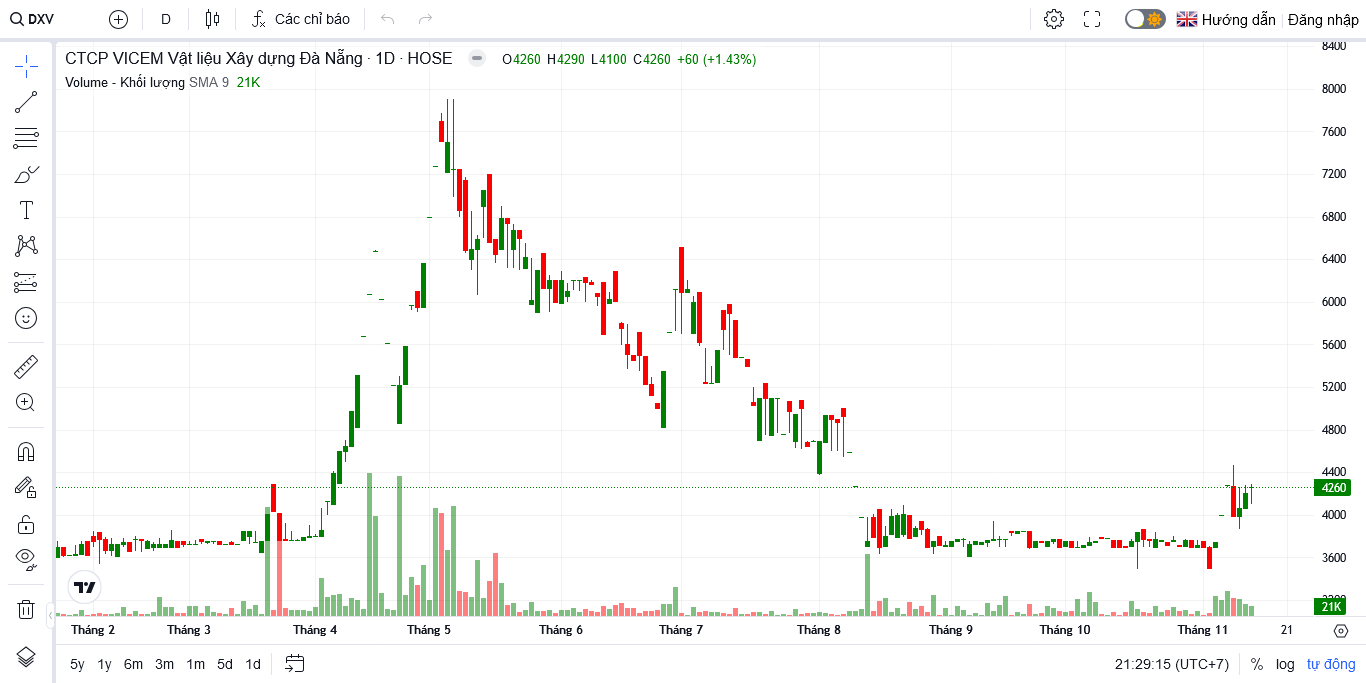 DXV D Các chỉ báo Hướng dẫn Đăng nhập
CTCP VICEM Vật liệu Xây dựng Đà Nẵng · 1D · HOSE O4260 H4290 L4100 C4260 +60 (+1.43%)
Volume - Khối lượng SMA 9 21K
8400
8000
7600
7200
6800
6400
6000
5600
5200
4800
4400
4260
4000
3600
3200
21K
Tháng 2 Tháng 3 Tháng 4 Tháng 5 Tháng 6 Tháng 7 Tháng 8 Tháng 9 Tháng 10 Tháng 11 21
5y 1y 6m 3m 1m 5d 1d 21:29:15 (UTC+7) % log tự động